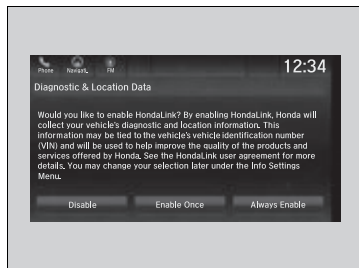 12:34
Phone Navigati. FM
Diagnostic & Location Data
Would you like to enable HondaLink? By enabling HondaLink, Honda will
collect your vehicle's diagnostic and location information. This
information may be tied to the vehicle's vehicle identification number
(VIN) and will be used to help improve the quality of the products and
services offered by Honda. See the HondaLink user agreement for more
details. You may change your selection later under the Info Settings
Menu.
Disable Enable Once Always Enable